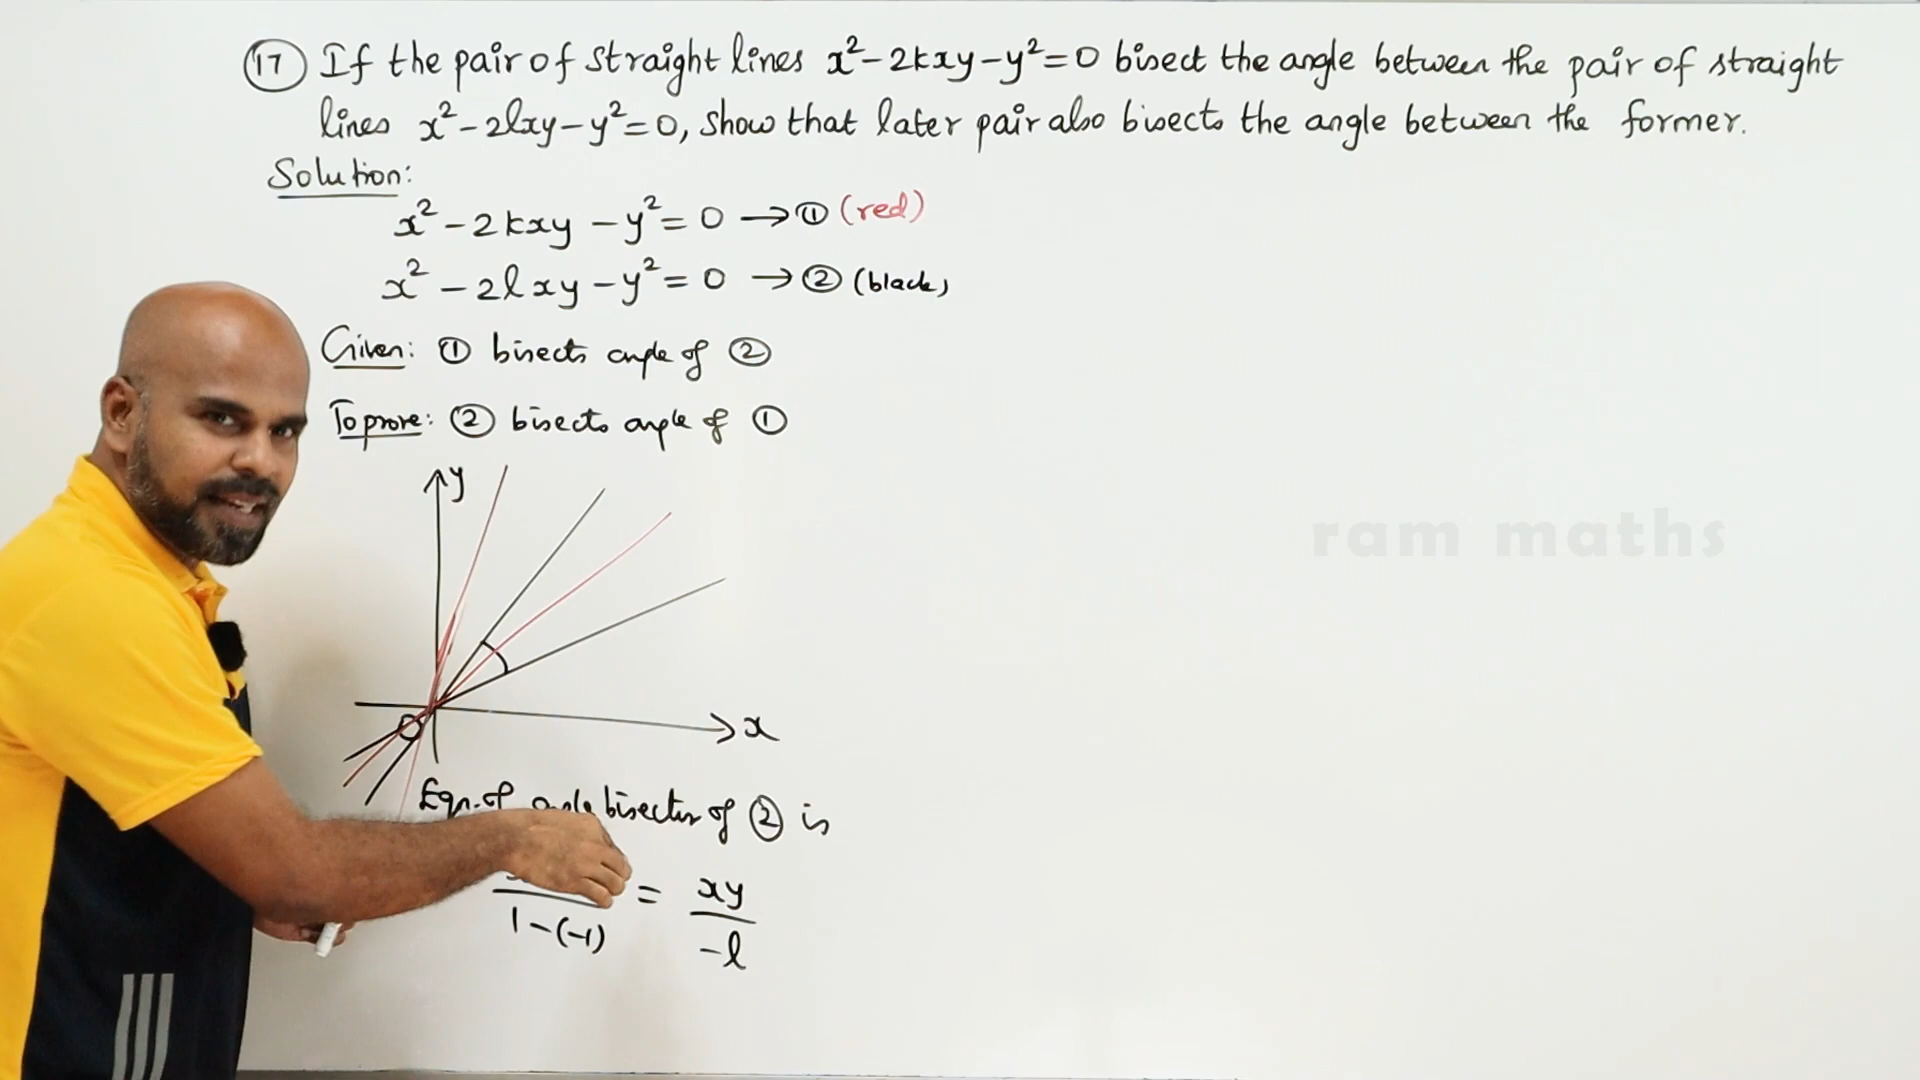 17 If the pair of straight lines x²-2kxy-y²=0 bisect the angle between the pair of straight
lines x²-2lxy-y²=0, show that later pair also bisects the angle between the former.
Solution:
x²-2kxy-y²=0 → ① (red)
x²-2lxy-y²=0 → ② (black)
Given: ① bisects angle of ②
To prove: ② bisects angle of ①
y
O
x
ram maths
Eqn. of angle bisector of ② is
1-(-1) = xy/-l